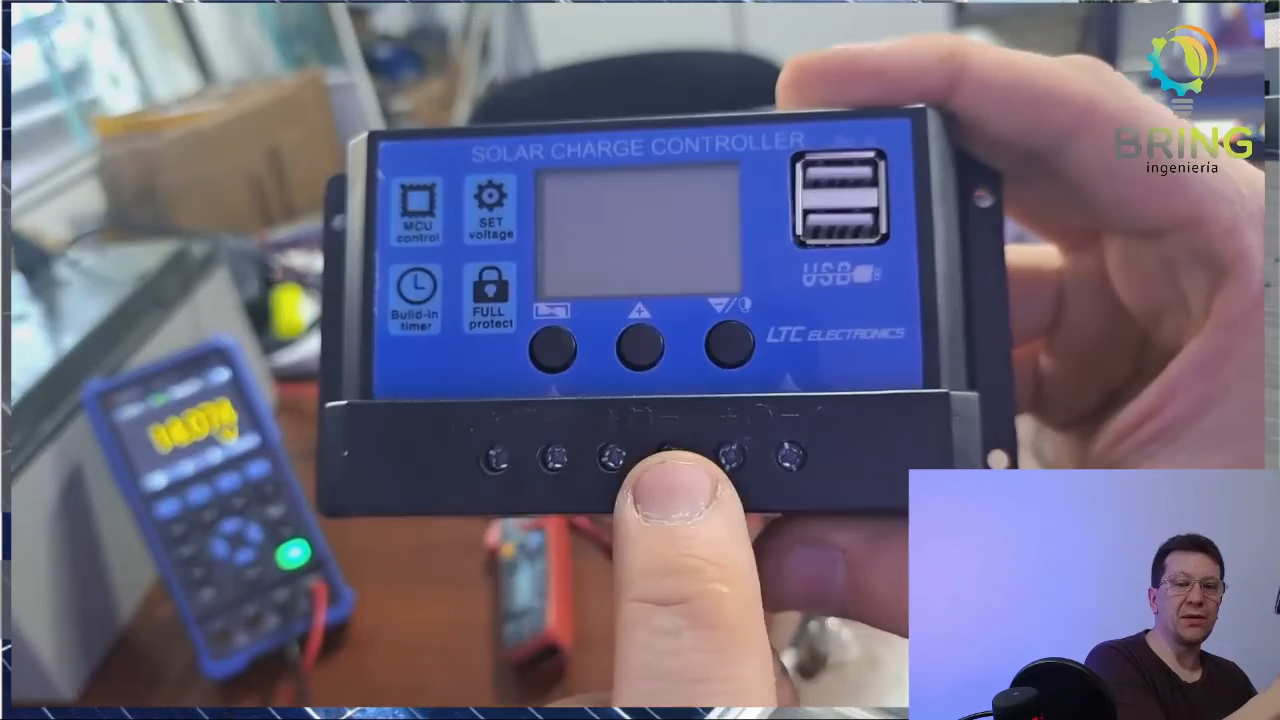 SOLAR CHARGE CONTROLLER
MCU
control
SET
voltage
Build-in
timer
FULL
protect
USB
LTC ELECTRONICS
BRING
ingeniería